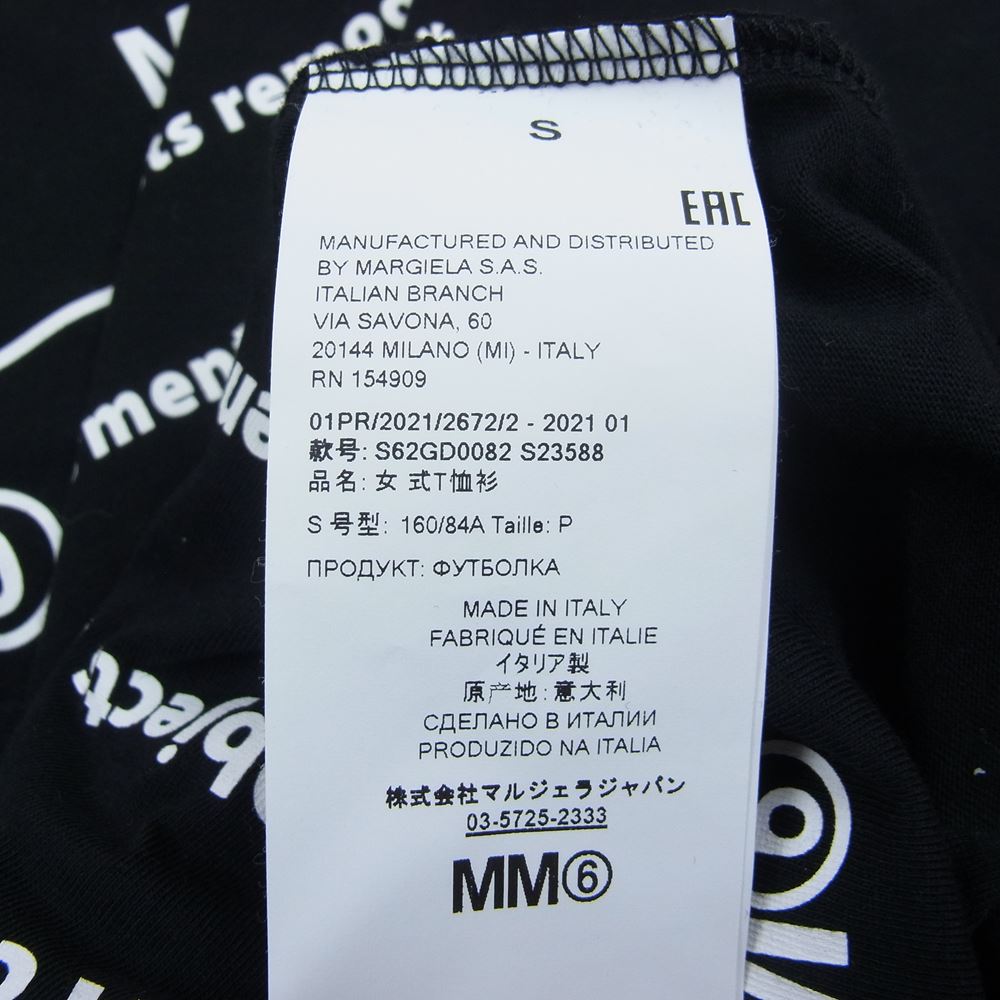 S
EAC
MANUFACTURED AND DISTRIBUTED
BY MARGIELA S.A.S.
ITALIAN BRANCH
VIA SAVONA, 60
20144 MILANO (MI) - ITALY
RN 154909
01PR/2021/2672/2 - 2021 01
款号: S62GD0082 S23588
品名: 女 式T恤衫
S 号型: 160/84A Taille: P
ПРОДУКТ: ФУТБОЛКА
MADE IN ITALY
FABRIQUÉ EN ITALIE
イタリア製
原产地: 意大利
СДЕЛАНО В ИТАЛИИ
PRODUZIDO NA ITALIA
株式会社マルジェラジャパン
03-5725-2333
MM⑥